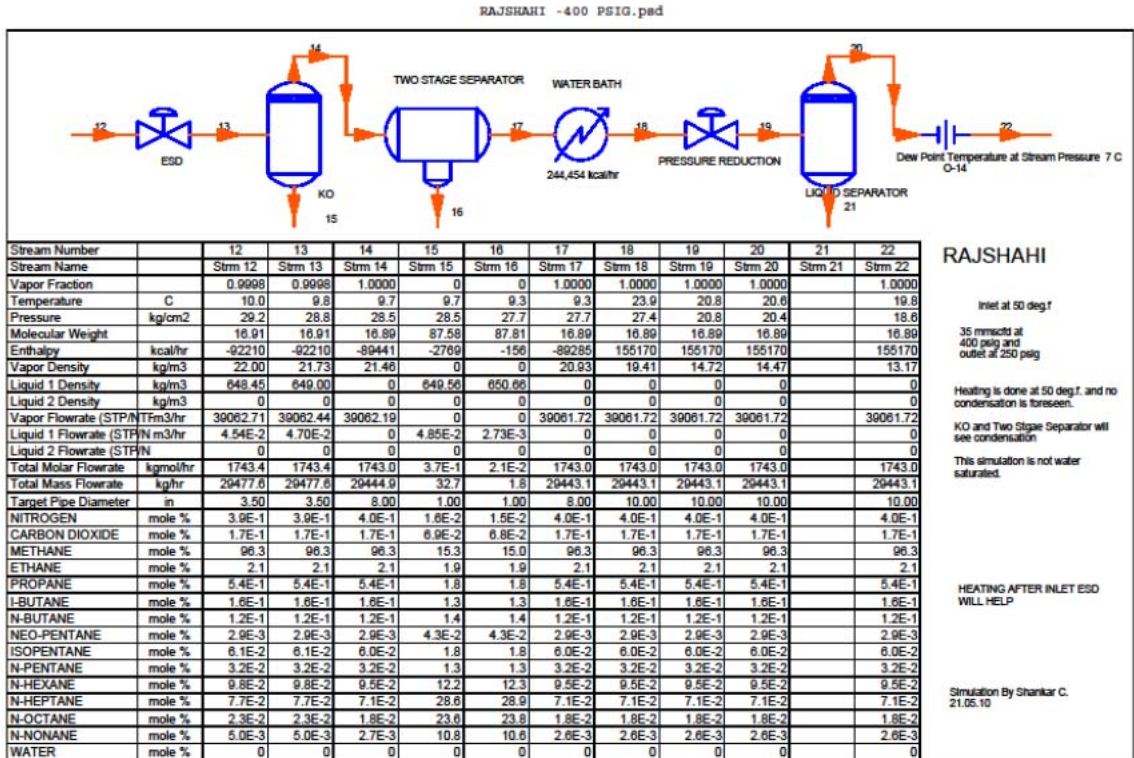 RAJSHAHI -400 PSIG.psd
14
20
TWO STAGE SEPARATOR
WATER BATH
12
13
17
18
19
22
ESD
PRESSURE REDUCTION
Dew Point Temperature at Stream Pressure 7 C
O-14
244,454 kcal/hr
KO
LIQUID SEPARATOR
15
16
21
Stream Number 12 13 14 15 16 17 18 19 20 21 22
Stream Name Strm 12 Strm 13 Strm 14 Strm 15 Strm 16 Strm 17 Strm 18 Strm 19 Strm 20 Strm 21 Strm 22
Vapor Fraction 0.9998 0.9998 1.0000 0 0 1.0000 1.0000 1.0000 1.0000 1.0000
Temperature C 10.0 9.8 9.7 9.7 9.3 9.3 23.9 20.8 20.6 19.8
Pressure kg/cm2 29.2 28.8 28.5 28.5 27.7 27.7 27.4 20.8 20.4 18.6
Molecular Weight 16.91 16.91 16.89 87.58 87.81 16.89 16.89 16.89 16.89 16.89
Enthalpy kcal/hr -92210 -92210 -89441 -2769 -156 -89285 155170 155170 155170 155170
Vapor Density kg/m3 22.00 21.73 21.46 0 0 20.93 19.41 14.72 14.47 13.17
Liquid 1 Density kg/m3 648.45 649.00 0 649.56 650.66 0 0 0 0 0
Liquid 2 Density kg/m3 0 0 0 0 0 0 0 0 0 0
Vapor Flowrate (STP/NTFm3/hr 39062.71 39062.44 39062.19 0 0 39061.72 39061.72 39061.72 39061.72 39061.72
Liquid 1 Flowrate (STP/N m3/hr 4.54E-2 4.70E-2 0 4.85E-2 2.73E-3 0 0 0 0 0
Liquid 2 Flowrate (STP/N 0 0 0 0 0 0 0 0 0 0
Total Molar Flowrate kgmol/hr 1743.4 1743.4 1743.0 3.7E-1 2.1E-2 1743.0 1743.0 1743.0 1743.0 1743.0
Total Mass Flowrate kg/hr 29477.6 29477.6 29444.9 32.7 1.8 29443.1 29443.1 29443.1 29443.1 29443.1
Target Pipe Diameter in 3.50 3.50 8.00 1.00 1.00 8.00 10.00 10.00 10.00 10.00
NITROGEN mole % 3.9E-1 3.9E-1 4.0E-1 1.6E-2 1.5E-2 4.0E-1 4.0E-1 4.0E-1 4.0E-1 4.0E-1
CARBON DIOXIDE mole % 1.7E-1 1.7E-1 1.7E-1 6.9E-2 6.8E-2 1.7E-1 1.7E-1 1.7E-1 1.7E-1 1.7E-1
METHANE mole % 96.3 96.3 96.3 15.3 15.0 96.3 96.3 96.3 96.3 96.3
ETHANE mole % 2.1 2.1 2.1 1.9 1.9 2.1 2.1 2.1 2.1 2.1
PROPANE mole % 5.4E-1 5.4E-1 5.4E-1 1.8 1.8 5.4E-1 5.4E-1 5.4E-1 5.4E-1 5.4E-1
I-BUTANE mole % 1.6E-1 1.6E-1 1.6E-1 1.3 1.3 1.6E-1 1.6E-1 1.6E-1 1.6E-1 1.6E-1
N-BUTANE mole % 1.2E-1 1.2E-1 1.2E-1 1.4 1.4 1.2E-1 1.2E-1 1.2E-1 1.2E-1 1.2E-1
NEO-PENTANE mole % 2.9E-3 2.9E-3 2.9E-3 4.3E-2 4.3E-2 2.9E-3 2.9E-3 2.9E-3 2.9E-3 2.9E-3
ISOPENTANE mole % 6.1E-2 6.1E-2 6.0E-2 1.8 1.8 6.0E-2 6.0E-2 6.0E-2 6.0E-2 6.0E-2
N-PENTANE mole % 3.2E-2 3.2E-2 3.2E-2 1.3 1.3 3.2E-2 3.2E-2 3.2E-2 3.2E-2 3.2E-2
N-HEXANE mole % 9.8E-2 9.8E-2 9.5E-2 12.2 12.3 9.5E-2 9.5E-2 9.5E-2 9.5E-2 9.5E-2
N-HEPTANE mole % 7.7E-2 7.7E-2 7.1E-2 28.6 28.9 7.1E-2 7.1E-2 7.1E-2 7.1E-2 7.1E-2
N-OCTANE mole % 2.3E-2 2.3E-2 1.8E-2 23.6 23.8 1.8E-2 1.8E-2 1.8E-2 1.8E-2 1.8E-2
N-NONANE mole % 5.0E-3 5.0E-3 2.7E-3 10.8 10.6 2.6E-3 2.6E-3 2.6E-3 2.6E-3 2.6E-3
WATER mole % 0 0 0 0 0 0 0 0 0 0
RAJSHAHI
Inlet at 50 deg.f
35 mmscfd at
400 psig and
outlet at 250 psig
Heating is done at 50 deg.f. and no
condensation is foreseen.
KO and Two Stgae Separator will
see condensation
This simulation is not water
saturated.
HEATING AFTER INLET ESD
WILL HELP
Simulation By Shankar C.
21.05.10